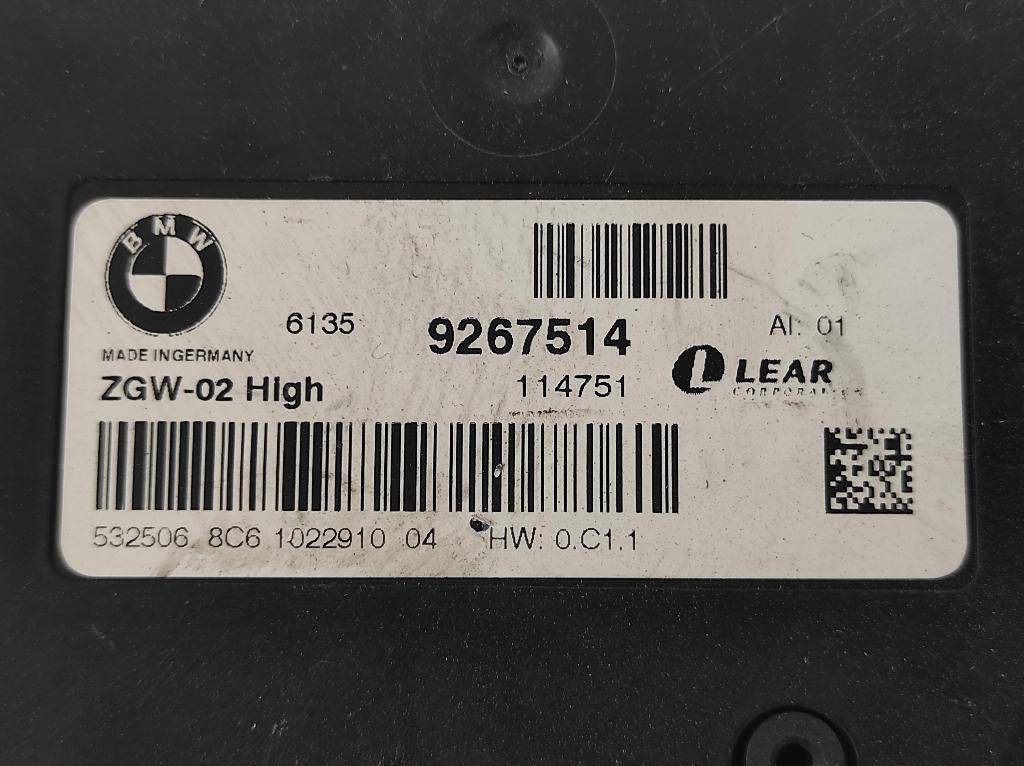 BMW
6135 9267514 AI: 01
MADE INGERMANY
ZGW-02 HIgh 114751 LEAR
CORPORATION
532506 8C6 1022910 04 HW: 0.C1.1